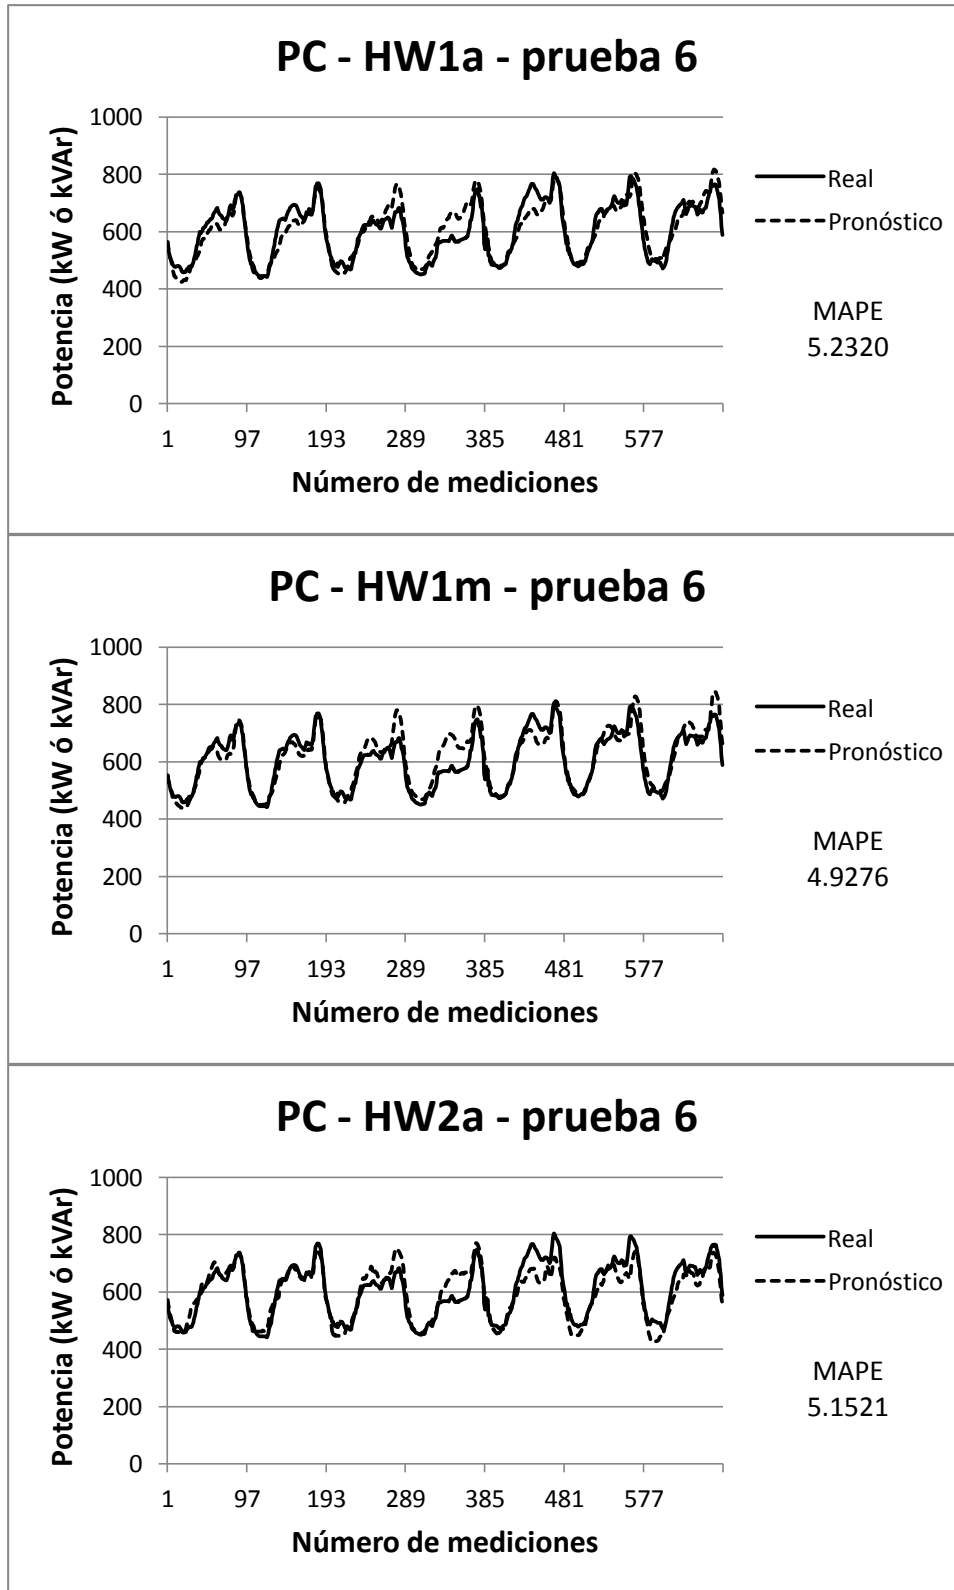 PC - HW1a - prueba 6
Potencia (kW ó kVAr)
1000
800
600
400
200
0
1 97 193 289 385 481 577
Número de mediciones
Real
Pronóstico
MAPE
5.2320
PC - HW1m - prueba 6
Potencia (kW ó kVAr)
1000
800
600
400
200
0
1 97 193 289 385 481 577
Número de mediciones
Real
Pronóstico
MAPE
4.9276
PC - HW2a - prueba 6
Potencia (kW ó kVAr)
1000
800
600
400
200
0
1 97 193 289 385 481 577
Número de mediciones
Real
Pronóstico
MAPE
5.1521